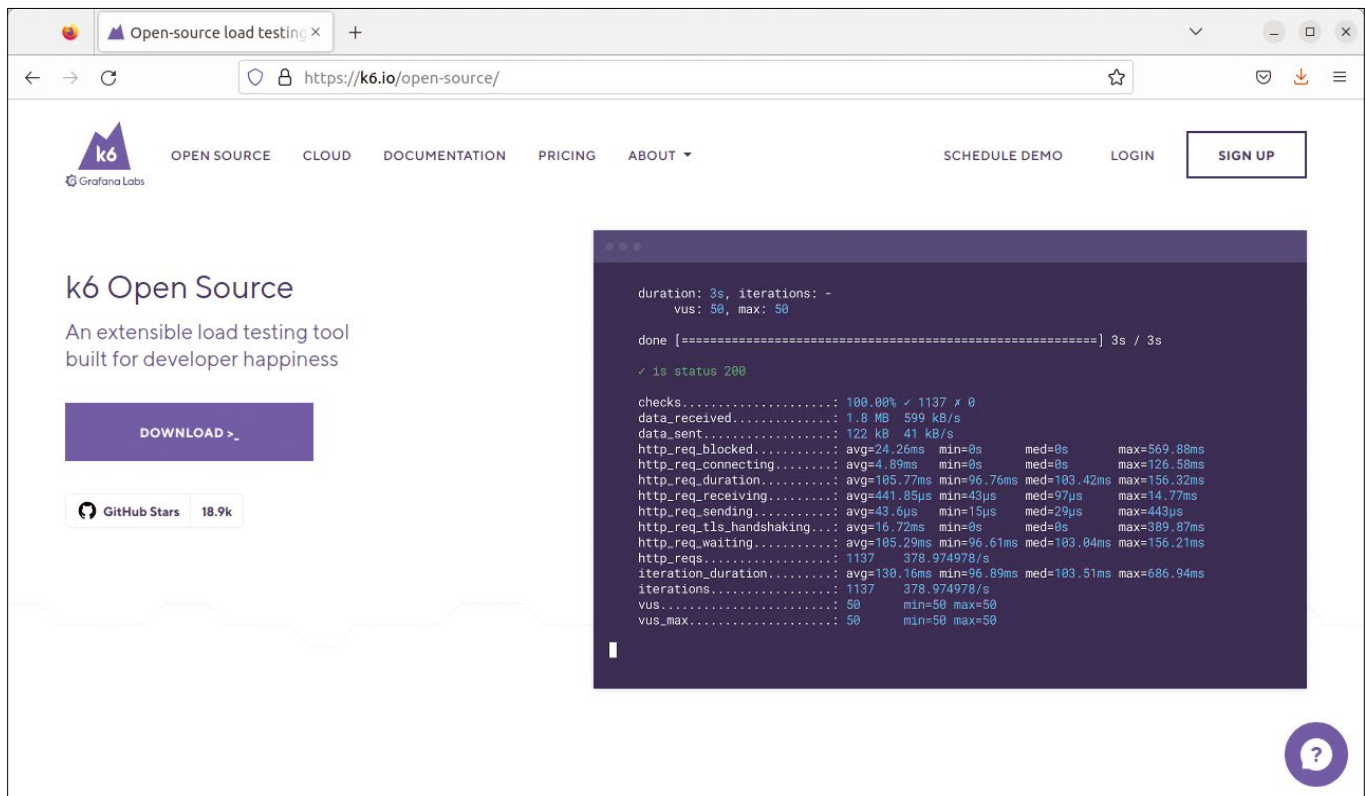 Open-source load testing
https://k6.io/open-source/
k6
Grafana Labs
OPEN SOURCE CLOUD DOCUMENTATION PRICING ABOUT SCHEDULE DEMO LOGIN SIGN UP
k6 Open Source
An extensible load testing tool
built for developer happiness
DOWNLOAD >_
GitHub Stars 18.9k
duration: 3s, iterations: -
vus: 50, max: 50
done [==========================================================] 3s / 3s
✓ is status 200
checks.....................: 100.00% ✓ 1137 ✗ 0
data_received..............: 1.8 MB 599 kB/s
data_sent..................: 122 kB 41 kB/s
http_req_blocked...........: avg=24.26ms min=0s med=0s max=569.88ms
http_req_connecting........: avg=4.89ms min=0s med=0s max=126.58ms
http_req_duration..........: avg=105.77ms min=96.76ms med=103.42ms max=156.32ms
http_req_receiving.........: avg=441.85µs min=43µs med=97µs max=14.77ms
http_req_sending...........: avg=43.6µs min=15µs med=29µs max=443µs
http_req_tls_handshaking...: avg=16.72ms min=0s med=0s max=389.87ms
http_req_waiting...........: avg=105.29ms min=96.61ms med=103.04ms max=156.21ms
http_reqs..................: 1137 378.974978/s
iteration_duration.........: avg=130.16ms min=96.89ms med=103.51ms max=686.94ms
iterations.................: 1137 378.974978/s
vus........................: 50 min=50 max=50
vus_max....................: 50 min=50 max=50
?